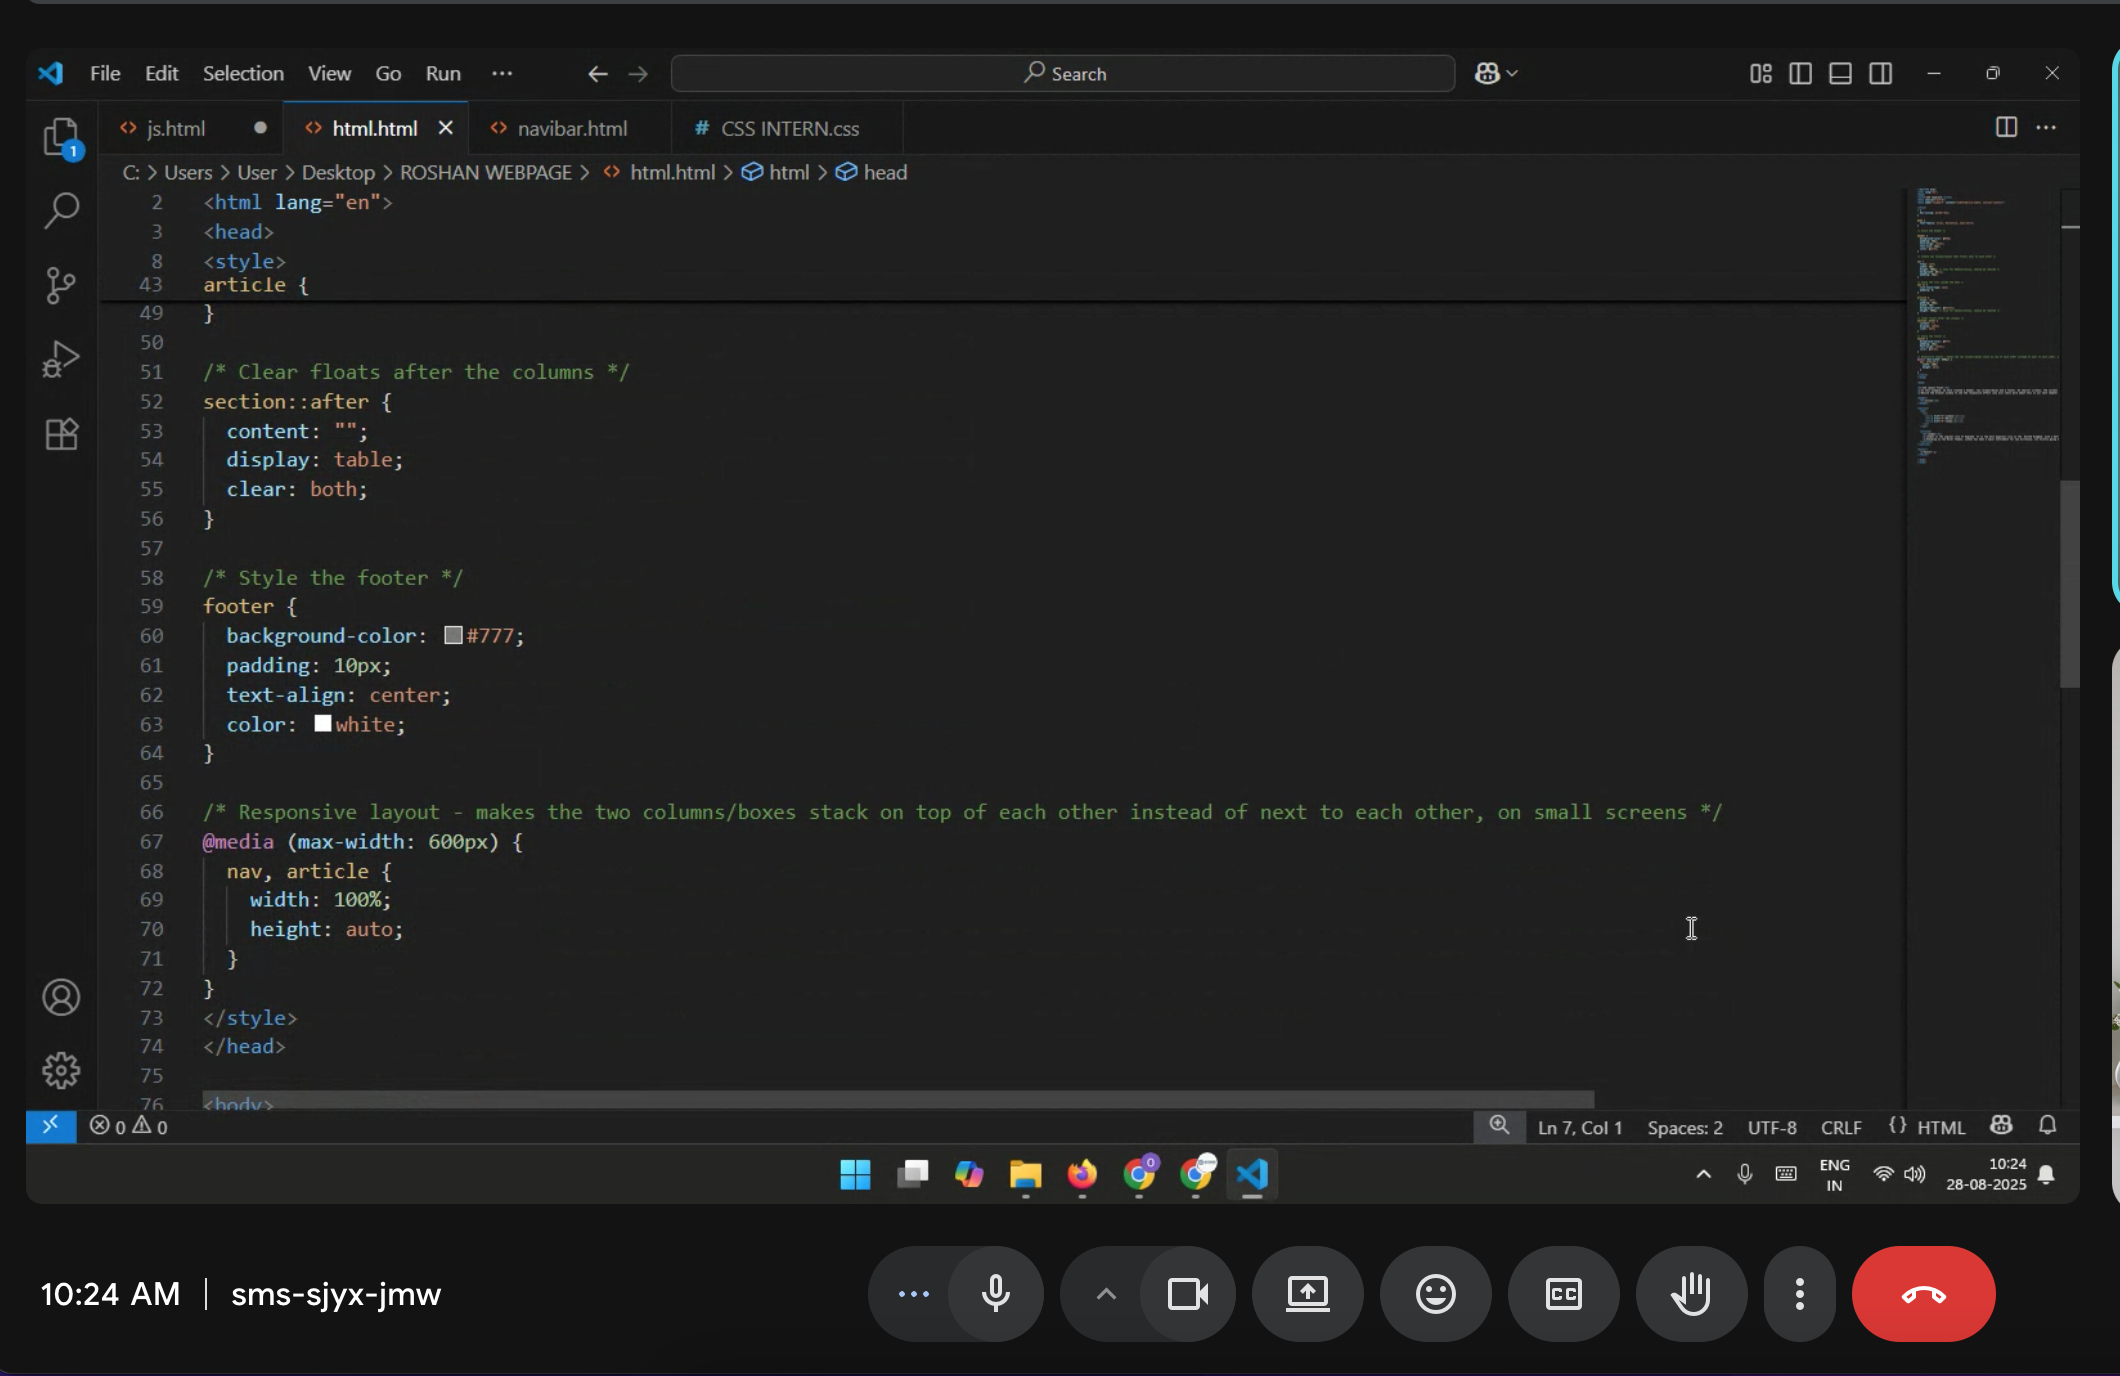 File Edit Selection View Go Run ··· Search
js.html html.html navibar.html # CSS INTERN.css
C: > Users > User > Desktop > ROSHAN WEBPAGE > html.html > html > head
2 <html lang="en">
3 <head>
8 <style>
43 article {
49 }
50
51 /* Clear floats after the columns */
52 section::after {
53 content: "";
54 display: table;
55 clear: both;
56 }
57
58 /* Style the footer */
59 footer {
60 background-color: #777;
61 padding: 10px;
62 text-align: center;
63 color: white;
64 }
65
66 /* Responsive layout - makes the two columns/boxes stack on top of each other instead of next to each other, on small screens */
67 @media (max-width: 600px) {
68 nav, article {
69 width: 100%;
70 height: auto;
71 }
72 }
73 </style>
74 </head>
75
76 <body>
0 0 Ln 7, Col 1 Spaces: 2 UTF-8 CRLF {} HTML
ENG
IN
10:24
28-08-2025
10:24 AM | sms-sjyx-jmw